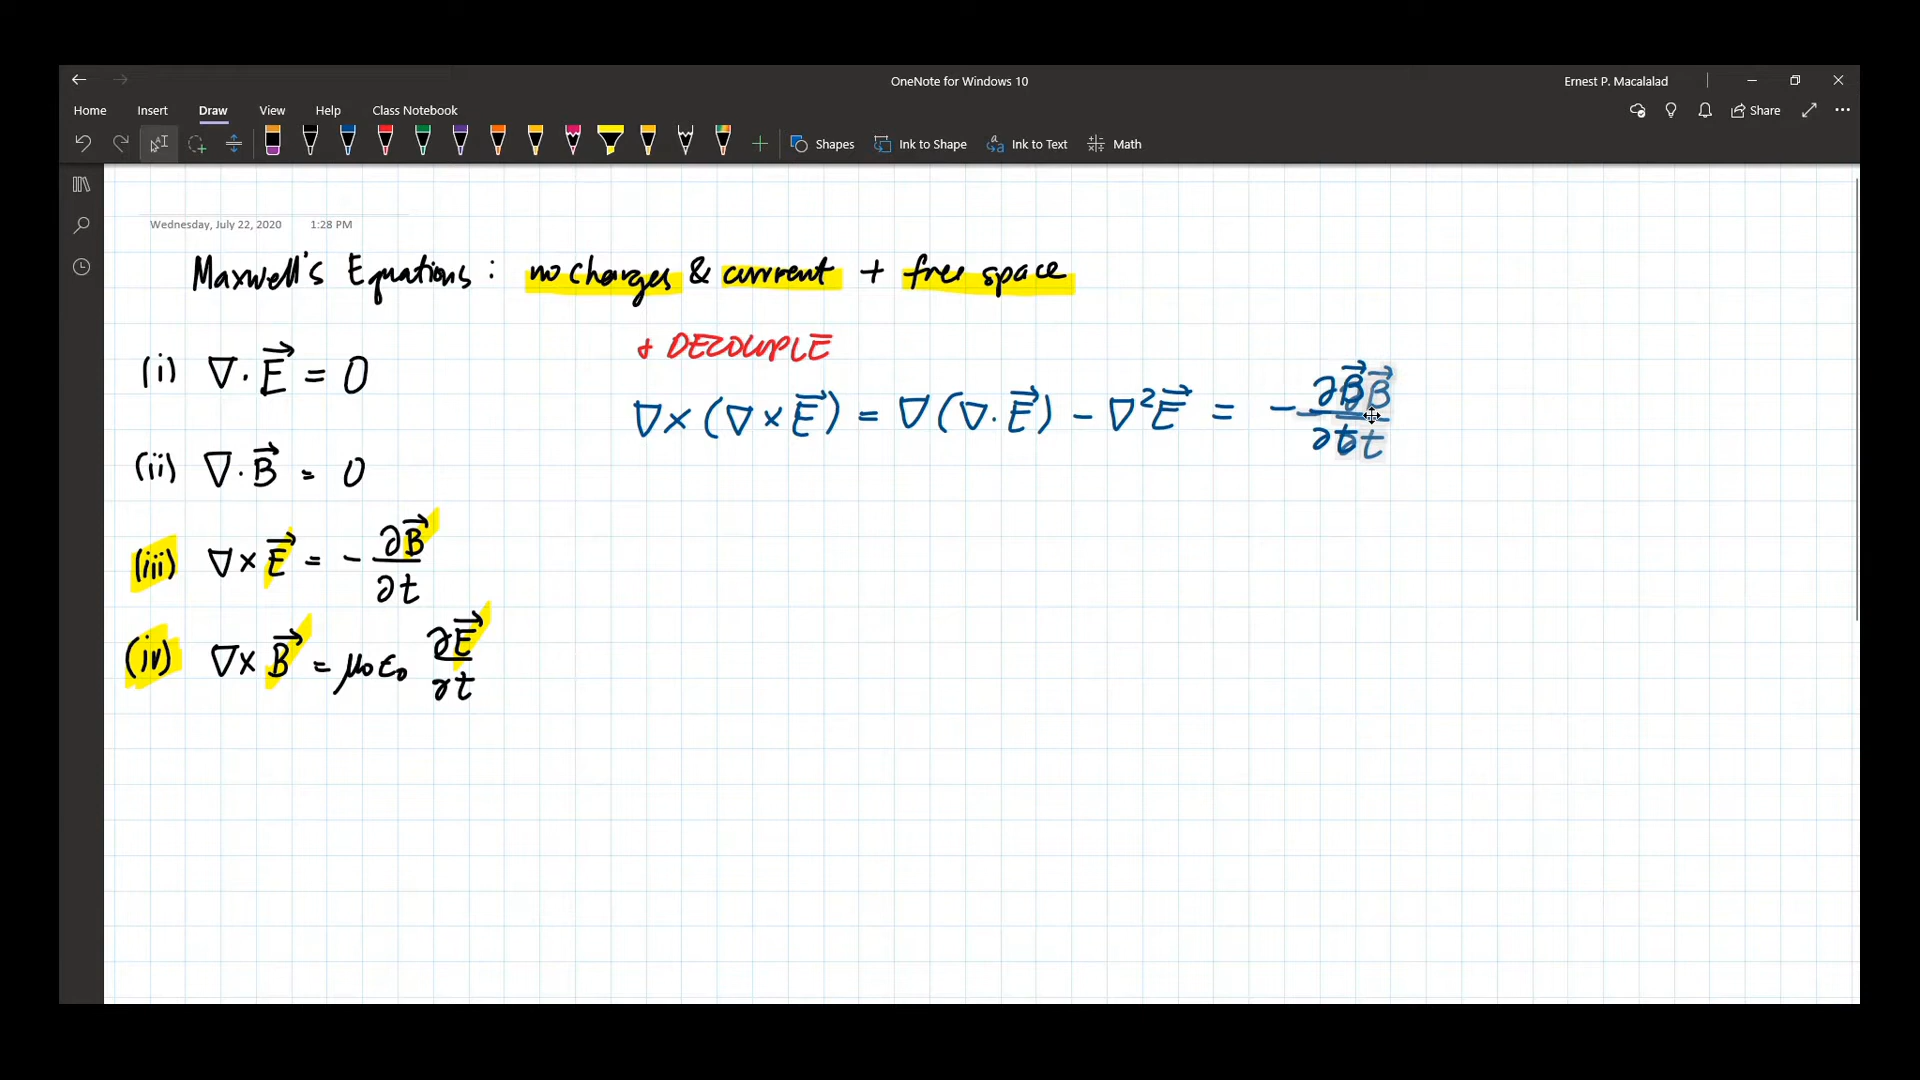 OneNote for Windows 10
Ernest P. Macalalad
Home Insert Draw View Help Class Notebook
Share
Shapes Ink to Shape Ink to Text Math
Wednesday, July 22, 2020 1:28 PM
Maxwell's Equations : no charges & current + free space
+ DECOUPLE
(i) ∇·E⃗ = 0
∇×(∇×E⃗) = ∇(∇·E⃗) − ∇²E⃗ = − ∂B⃗/∂t
(ii) ∇·B⃗ = 0
(iii) ∇×E⃗ = − ∂B⃗/∂t
(iv) ∇×B⃗ = μ₀ε₀ ∂E⃗/∂t